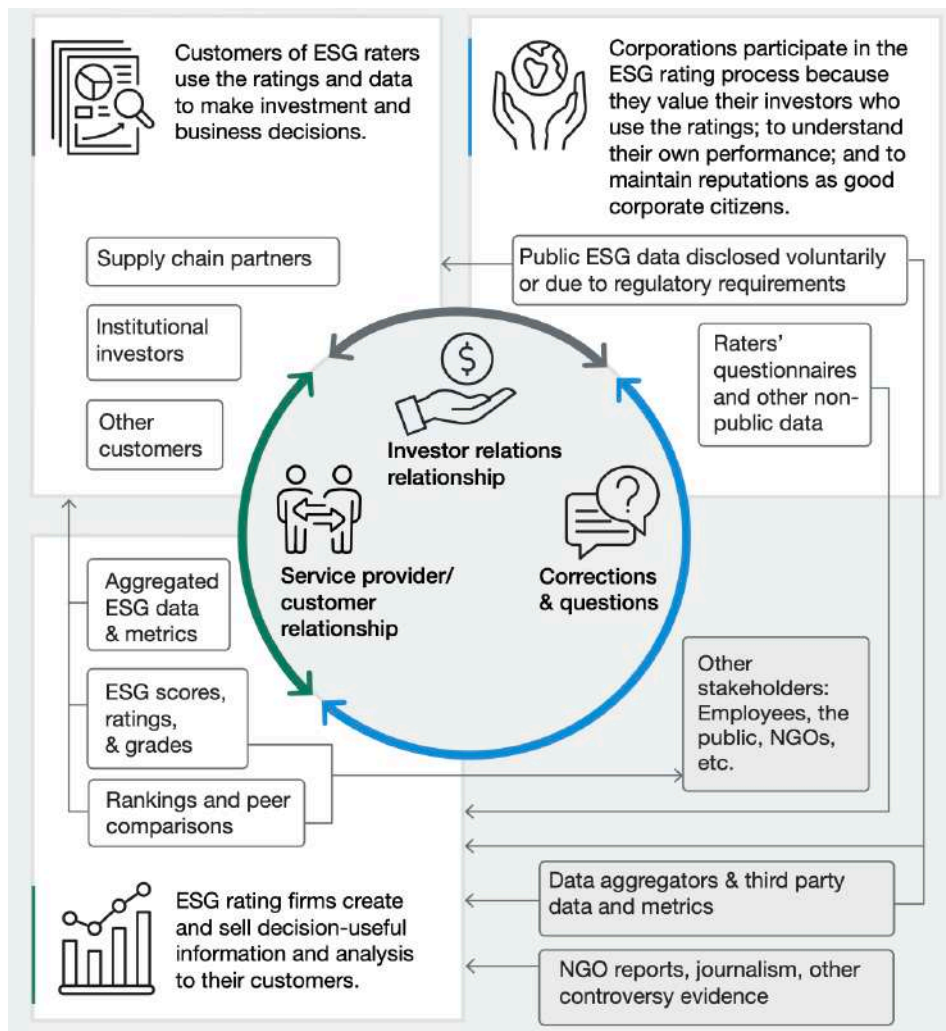 Customers of ESG raters
use the ratings and data
to make investment and
business decisions.
Corporations participate in the
ESG rating process because
they value their investors who
use the ratings; to understand
their own performance; and to
maintain reputations as good
corporate citizens.
Supply chain partners
Institutional
investors
Other
customers
Public ESG data disclosed voluntarily
or due to regulatory requirements
Raters’
questionnaires
and other non-
public data
$
Investor relations
relationship
Service provider/
customer
relationship
?
Corrections
& questions
Aggregated
ESG data
& metrics
ESG scores,
ratings,
& grades
Rankings and peer
comparisons
Other
stakeholders:
Employees, the
public, NGOs,
etc.
ESG rating firms create
and sell decision-useful
information and analysis
to their customers.
Data aggregators & third party
data and metrics
NGO reports, journalism, other
controversy evidence